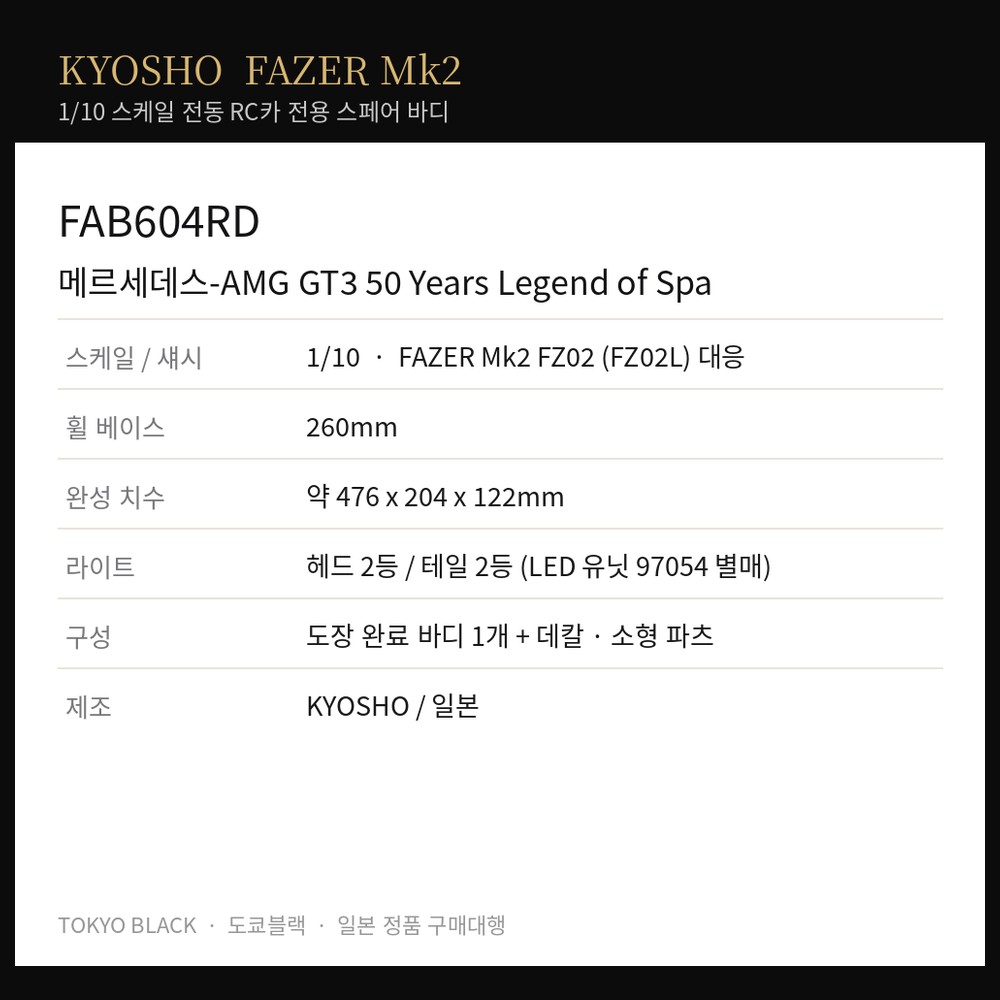 KYOSHO FAZER Mk2
1/10 스케일 전동 RC카 전용 스페어 바디
FAB604RD
메르세데스-AMG GT3 50 Years Legend of Spa
스케일 / 섀시 1/10 · FAZER Mk2 FZ02 (FZ02L) 대응
휠 베이스 260mm
완성 치수 약 476 x 204 x 122mm
라이트 헤드 2등 / 테일 2등 (LED 유닛 97054 별매)
구성 도장 완료 바디 1개 + 데칼 · 소형 파츠
제조 KYOSHO / 일본
TOKYO BLACK · 도쿄블랙 · 일본 정품 구매대행